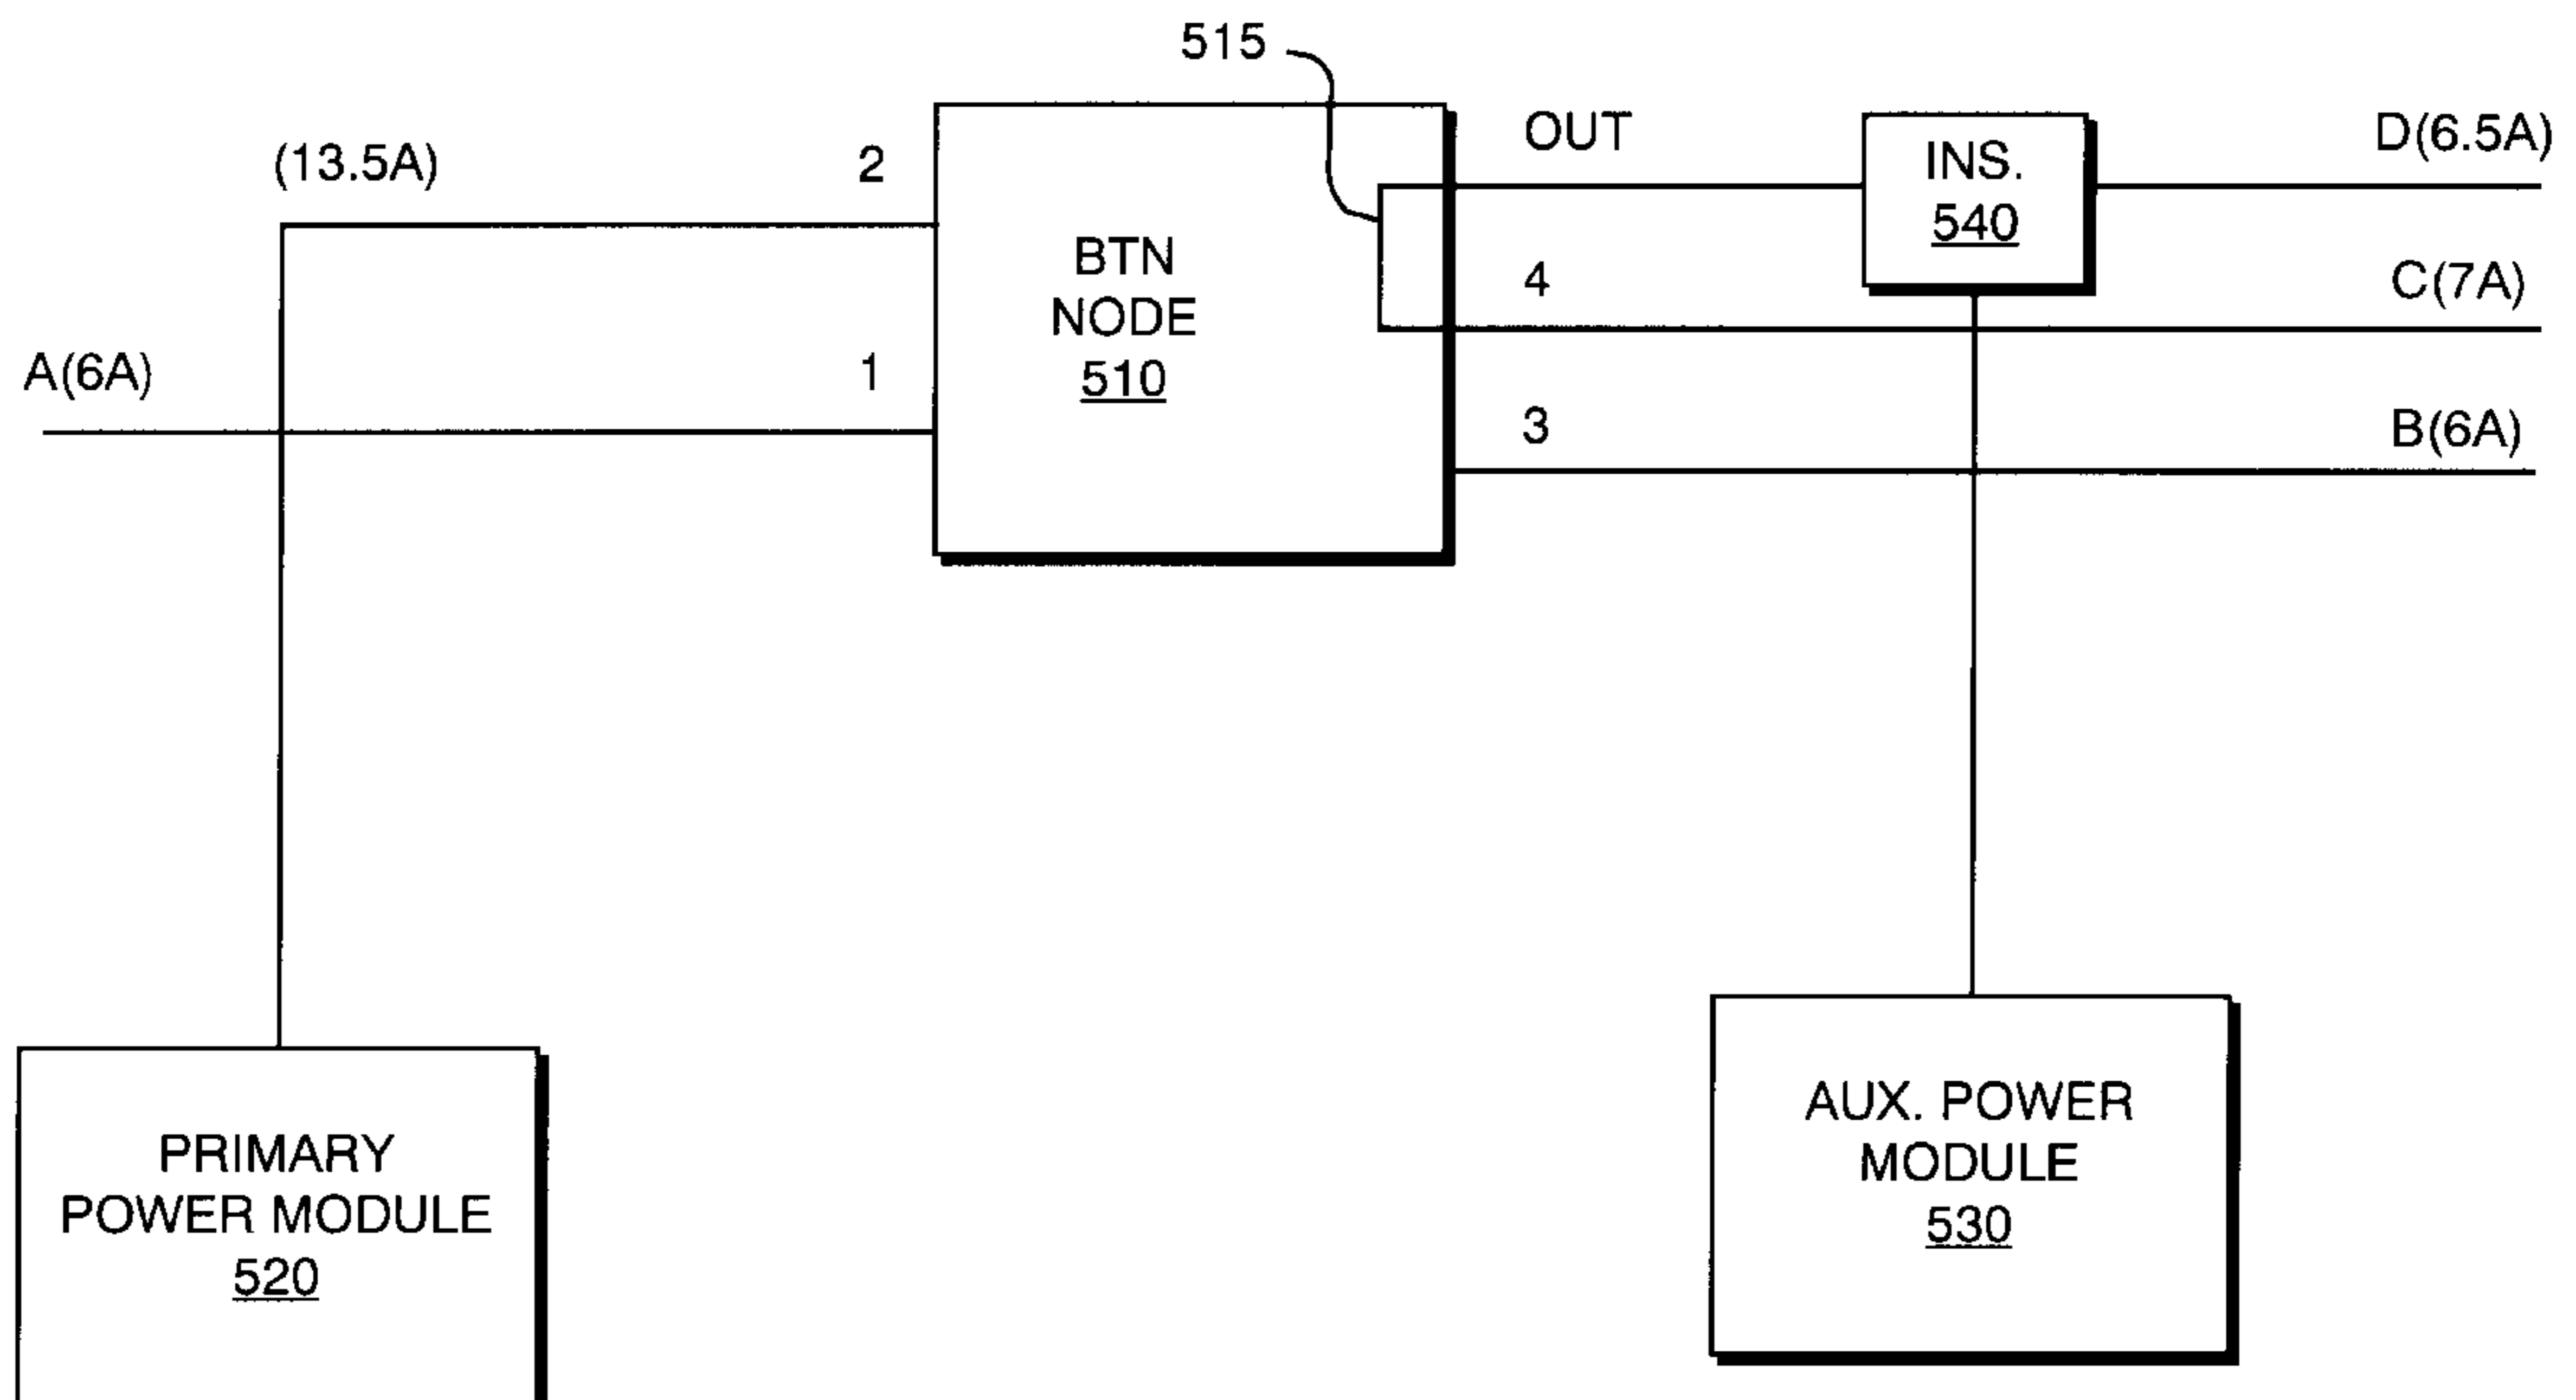 515
(13.5A)
2
OUT
INS.
540
D(6.5A)
BTN
NODE
510
4
C(7A)
A(6A)
1
3
B(6A)
PRIMARY
POWER MODULE
520
AUX. POWER
MODULE
530